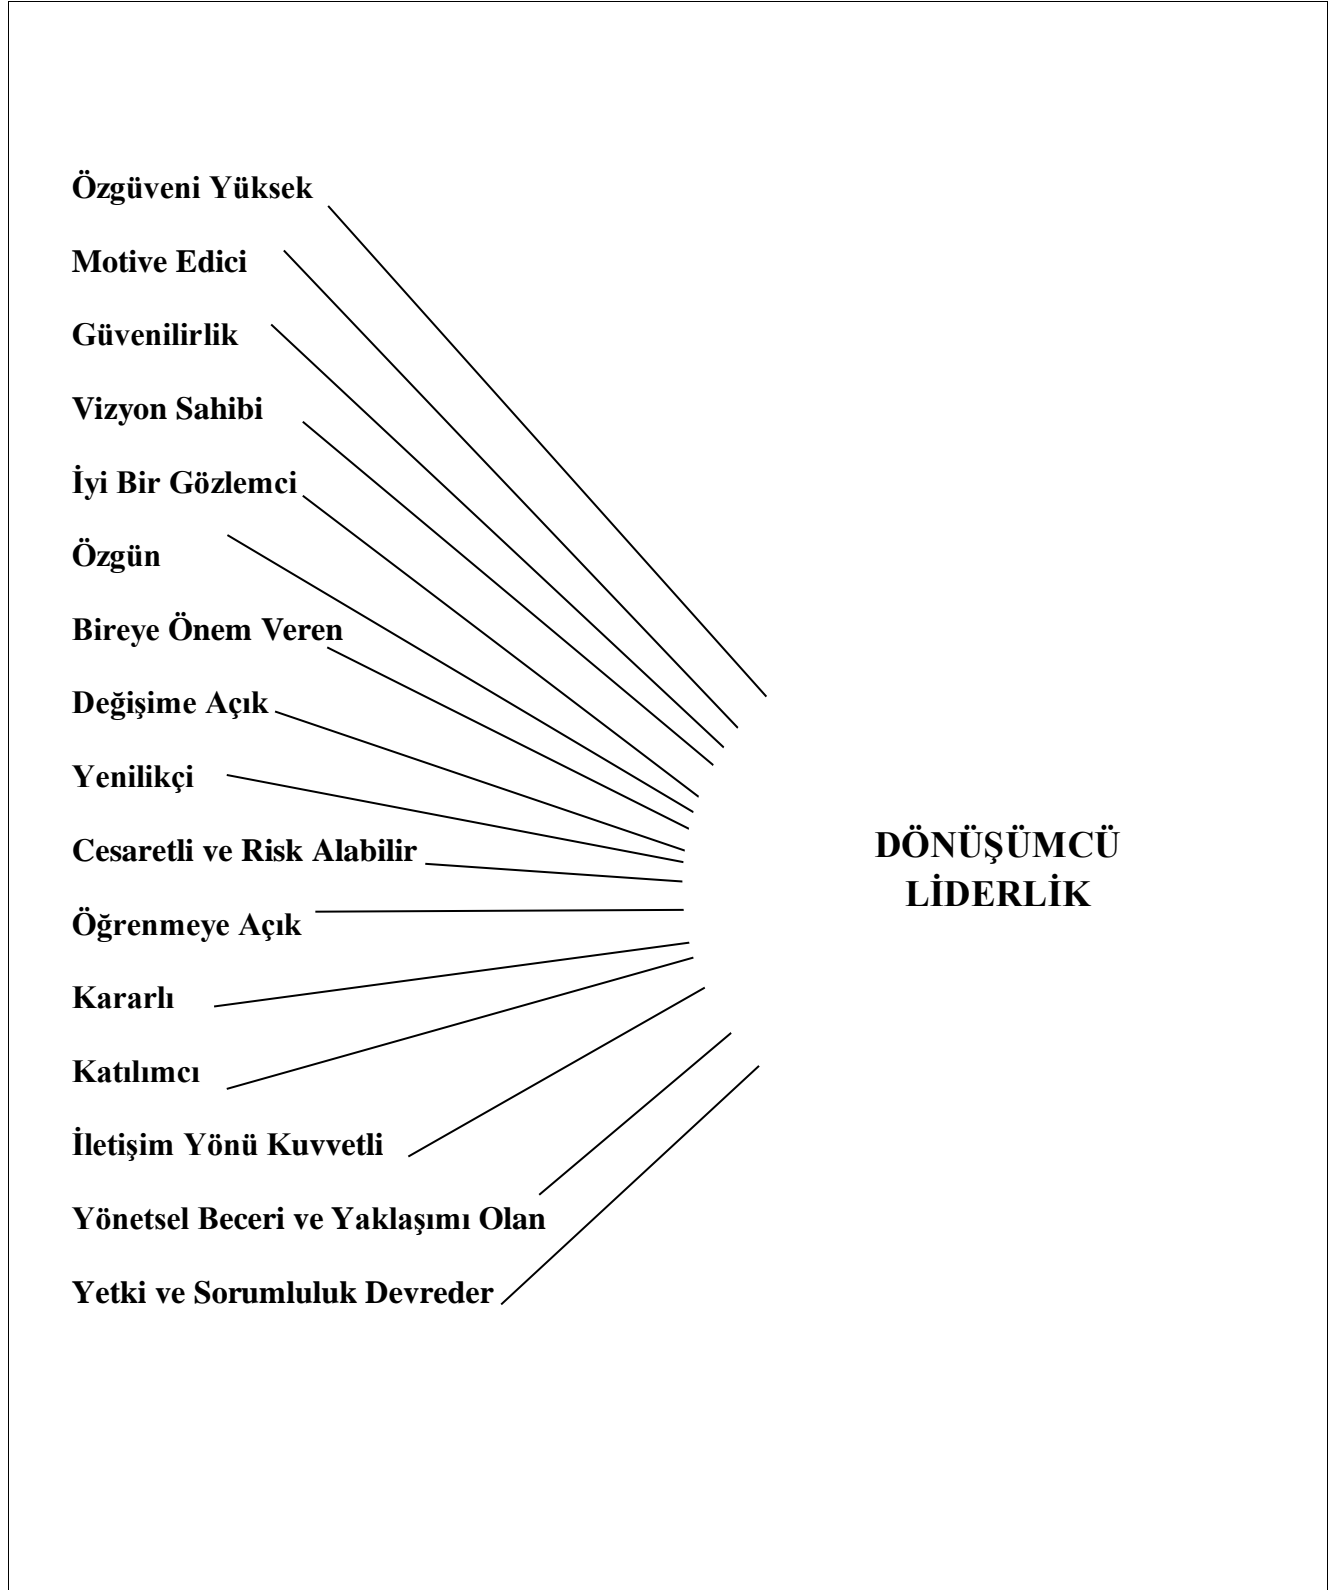 Özgüveni Yüksek
Motive Edici
Güvenilirlik
Vizyon Sahibi
İyi Bir Gözlemci
Özgün
Bireye Önem Veren
Değişime Açık
Yenilikçi
Cesaretli ve Risk Alabilir
Öğrenmeye Açık
Kararlı
Katılımcı
İletişim Yönü Kuvvetli
Yönetsel Beceri ve Yaklaşımı Olan
Yetki ve Sorumluluk Devreder
DÖNÜŞÜMCÜ
LİDERLİK